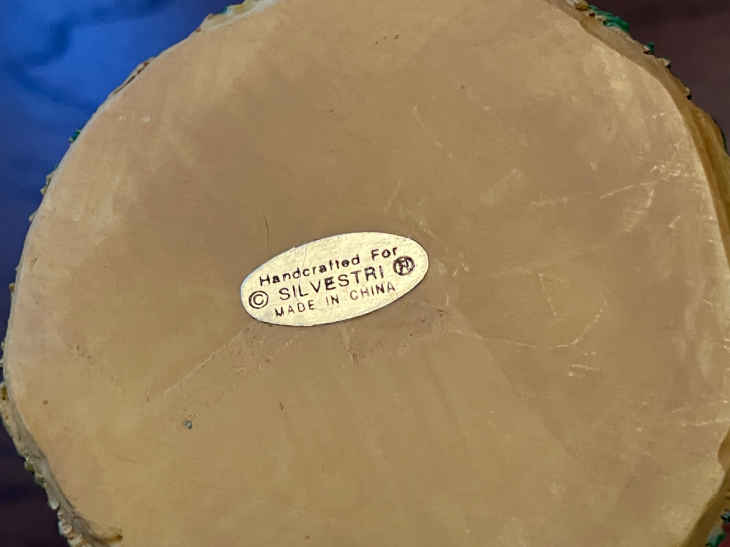 Handcrafted For
© SILVESTRI ®
MADE IN CHINA